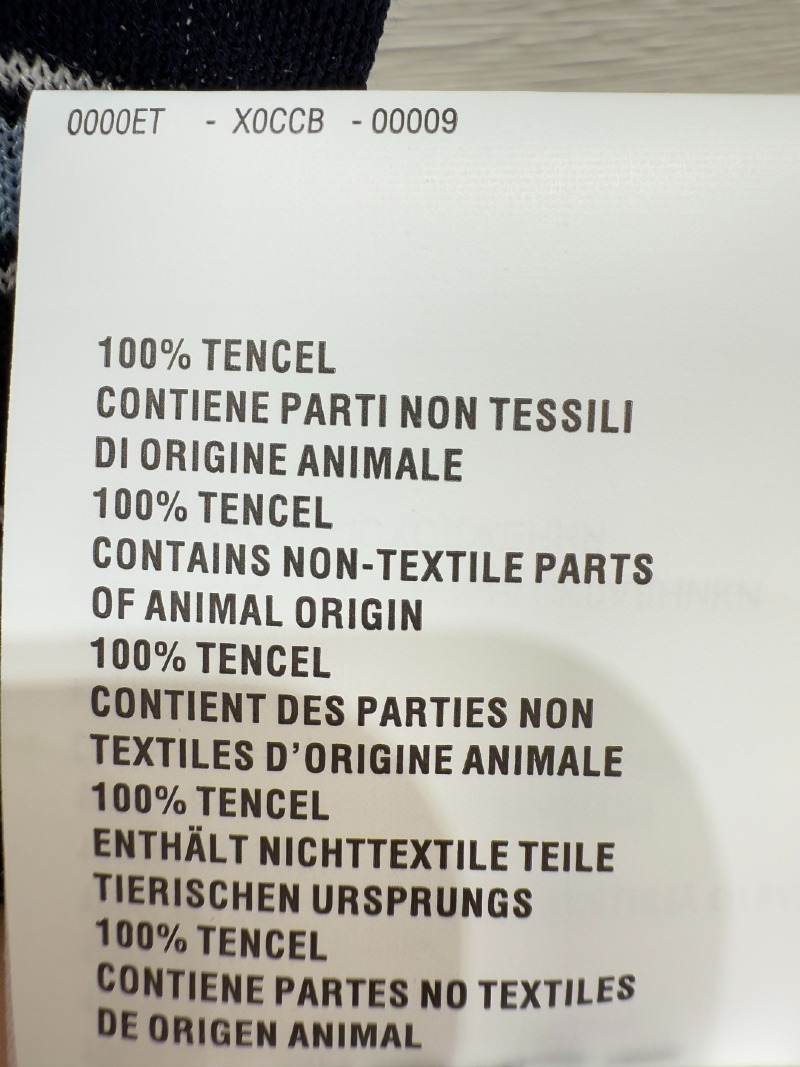 0000ET - X0CCB - 00009
100% TENCEL
CONTIENE PARTI NON TESSILI
DI ORIGINE ANIMALE
100% TENCEL
CONTAINS NON-TEXTILE PARTS
OF ANIMAL ORIGIN
100% TENCEL
CONTIENT DES PARTIES NON
TEXTILES D'ORIGINE ANIMALE
100% TENCEL
ENTHÄLT NICHTTEXTILE TEILE
TIERISCHEN URSPRUNGS
100% TENCEL
CONTIENE PARTES NO TEXTILES
DE ORIGEN ANIMAL